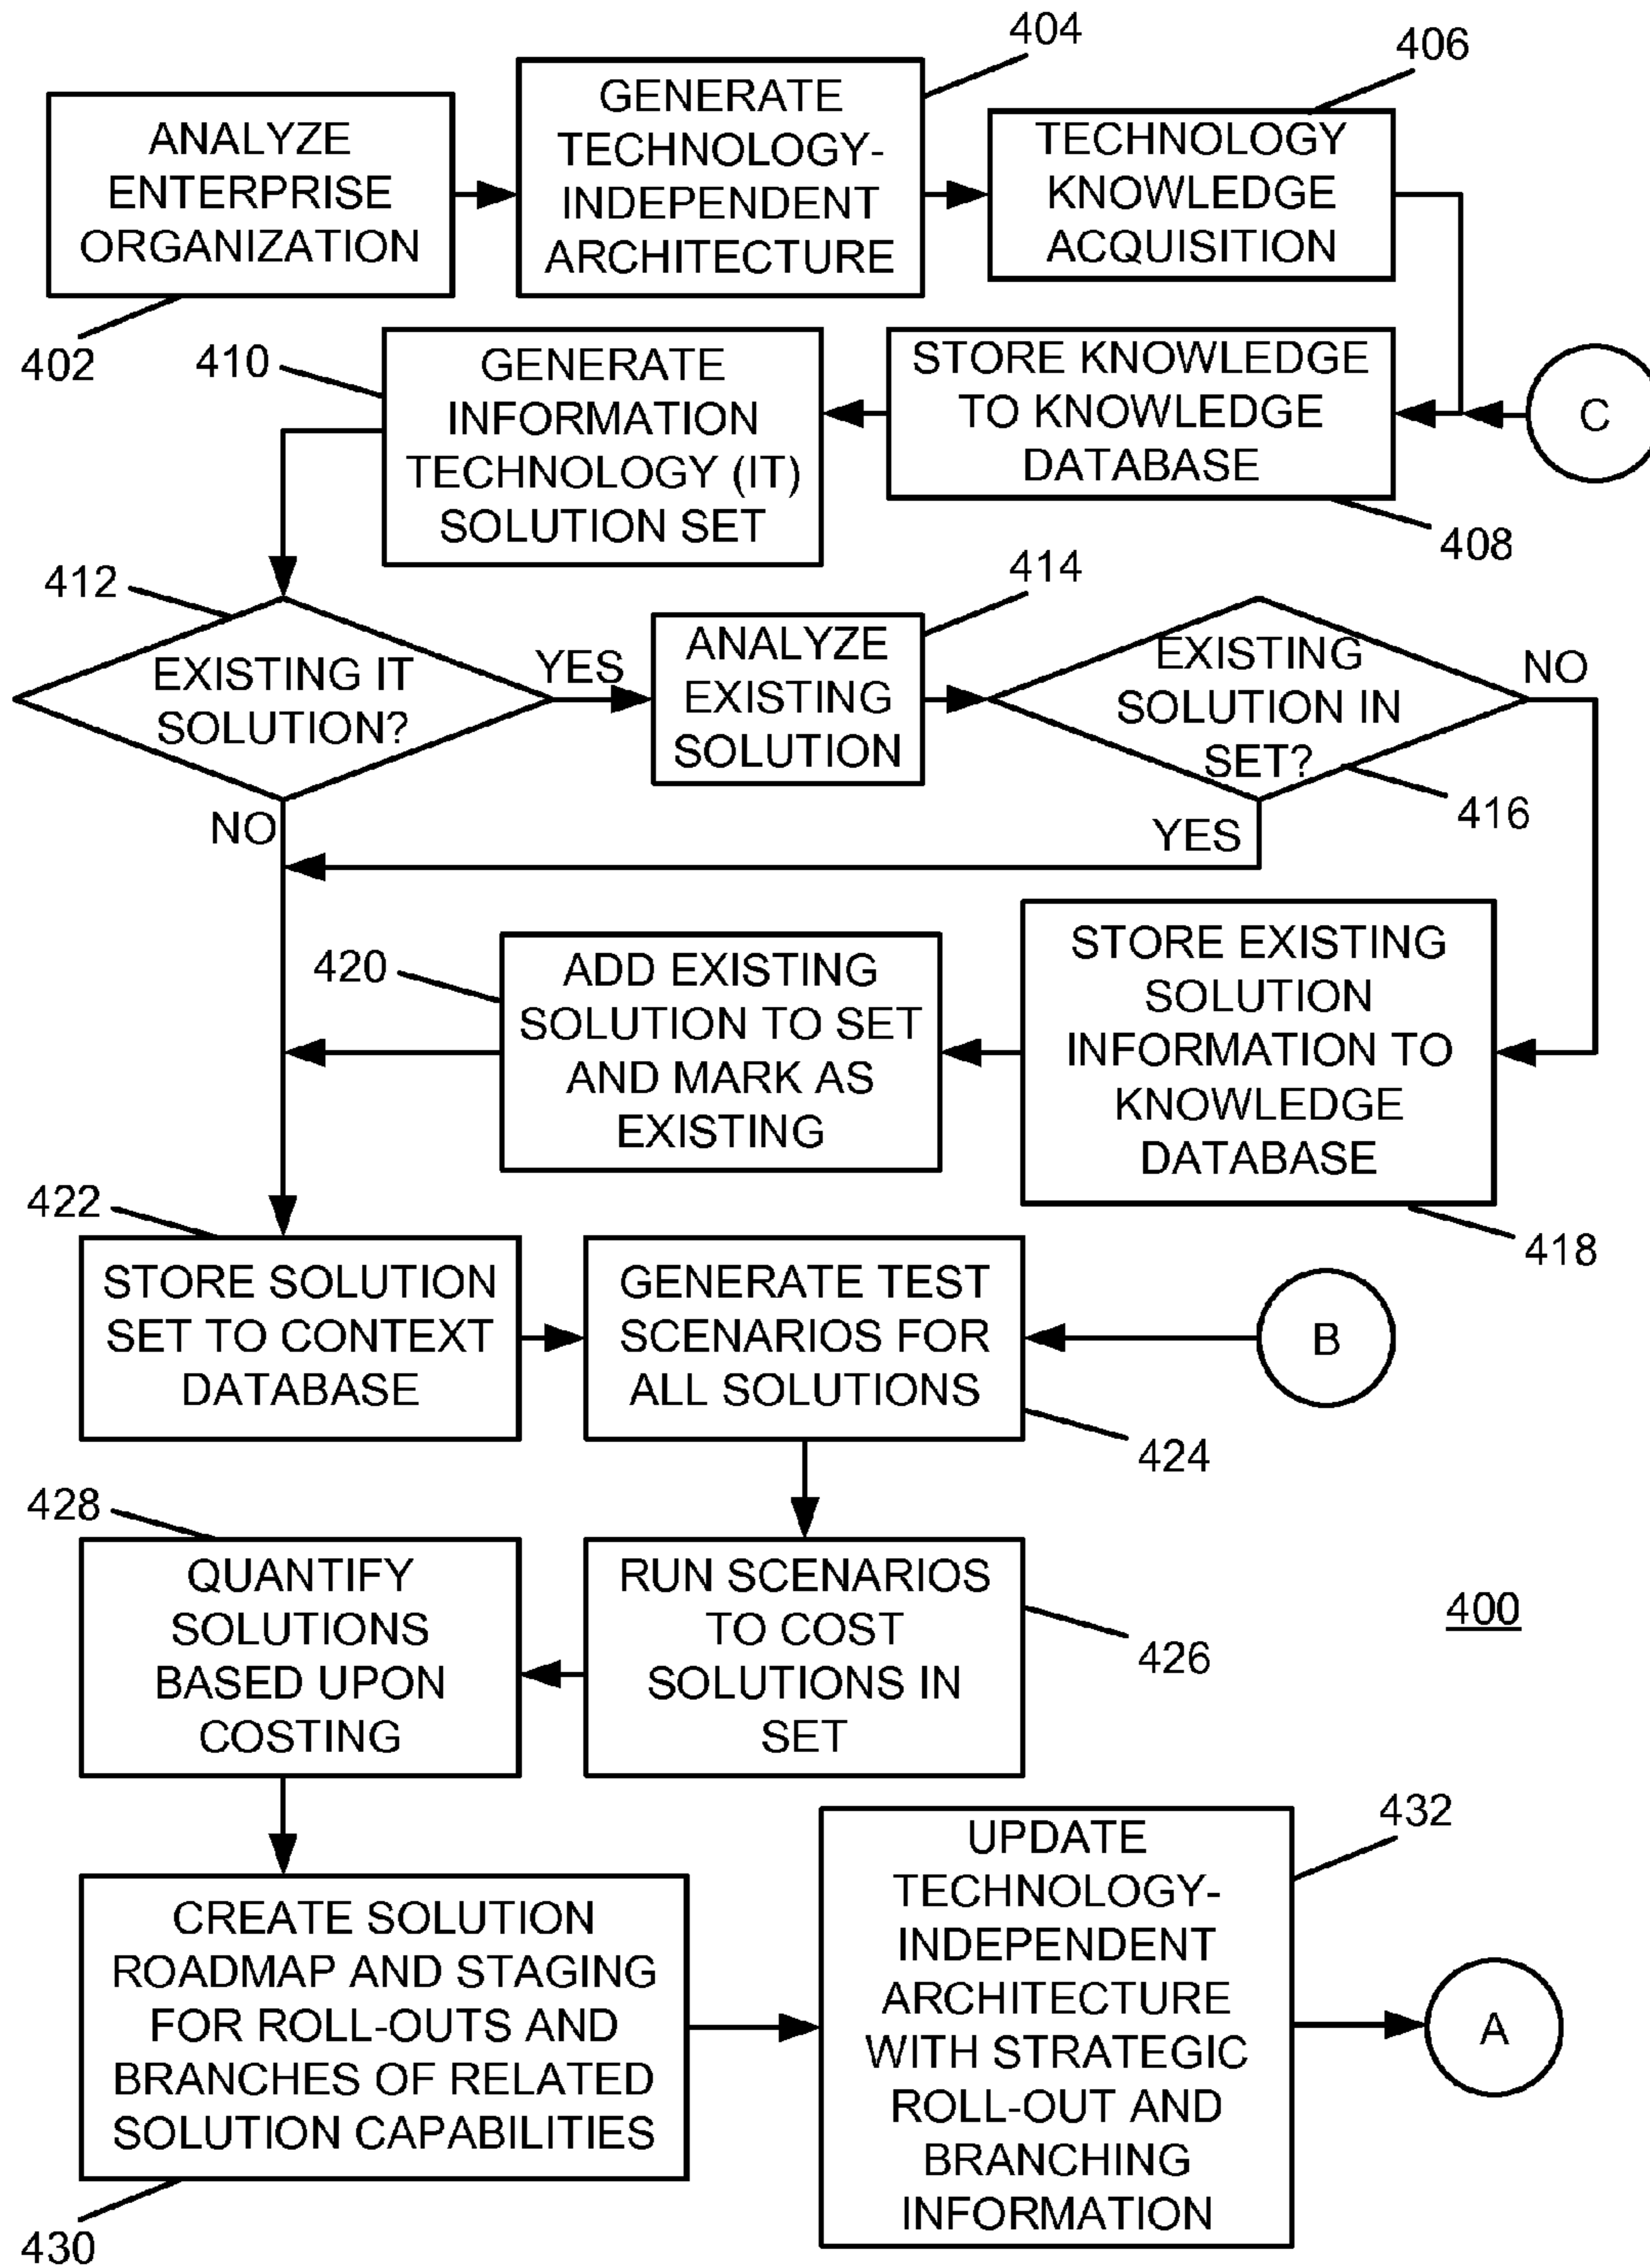 404
406
ANALYZE
ENTERPRISE
ORGANIZATION
GENERATE
TECHNOLOGY-
INDEPENDENT
ARCHITECTURE
TECHNOLOGY
KNOWLEDGE
ACQUISITION
402
410
GENERATE
INFORMATION
TECHNOLOGY (IT)
SOLUTION SET
STORE KNOWLEDGE
TO KNOWLEDGE
DATABASE
C
408
412
EXISTING IT
SOLUTION?
YES
NO
414
ANALYZE
EXISTING
SOLUTION
EXISTING
SOLUTION IN
SET?
NO
YES
416
420
ADD EXISTING
SOLUTION TO SET
AND MARK AS
EXISTING
STORE EXISTING
SOLUTION
INFORMATION TO
KNOWLEDGE
DATABASE
418
422
STORE SOLUTION
SET TO CONTEXT
DATABASE
GENERATE TEST
SCENARIOS FOR
ALL SOLUTIONS
B
424
428
QUANTIFY
SOLUTIONS
BASED UPON
COSTING
RUN SCENARIOS
TO COST
SOLUTIONS IN
SET
426
400
432
CREATE SOLUTION
ROADMAP AND STAGING
FOR ROLL-OUTS AND
BRANCHES OF RELATED
SOLUTION CAPABILITIES
430
UPDATE
TECHNOLOGY-
INDEPENDENT
ARCHITECTURE
WITH STRATEGIC
ROLL-OUT AND
BRANCHING
INFORMATION
A